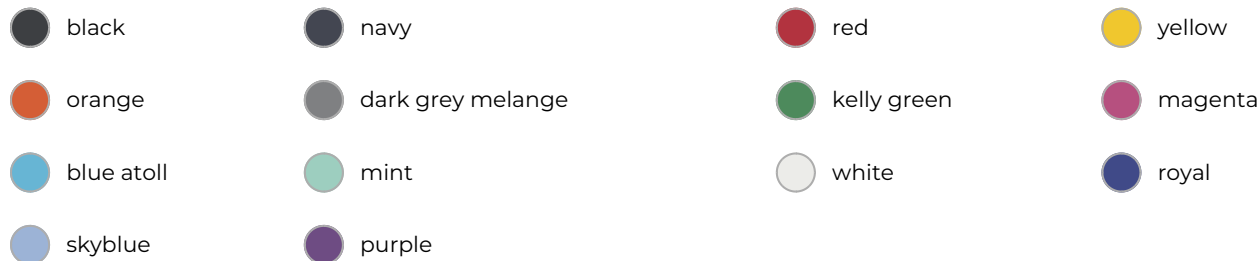 black
navy
red
yellow
orange
dark grey melange
kelly green
magenta
blue atoll
mint
white
royal
skyblue
purple